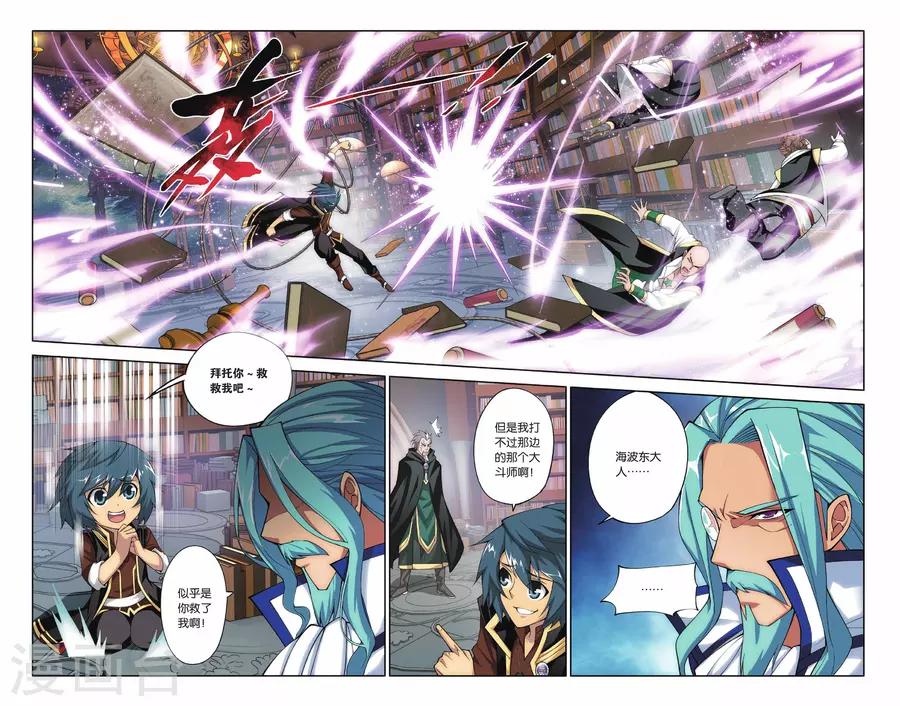 拜托你~救
救我吧~
似乎是
你救了
我啊!
但是我打
不过那边
的那个大
斗师啊!
海波东大
人……
……
漫画台